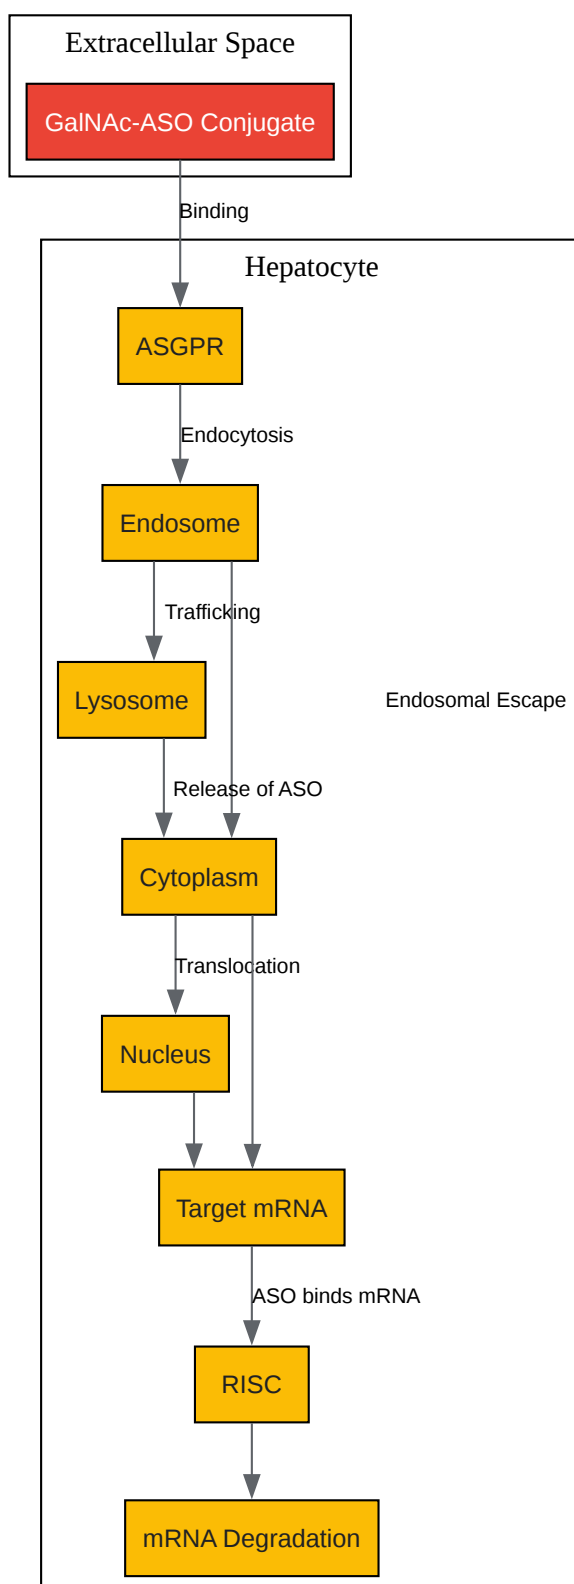 Extracellular Space
GalNAc-ASO Conjugate
Binding
Hepatocyte
ASGPR
Endocytosis
Endosome
Trafficking
Lysosome
Endosomal Escape
Release of ASO
Cytoplasm
Translocation
Nucleus
Target mRNA
ASO binds mRNA
RISC
mRNA Degradation